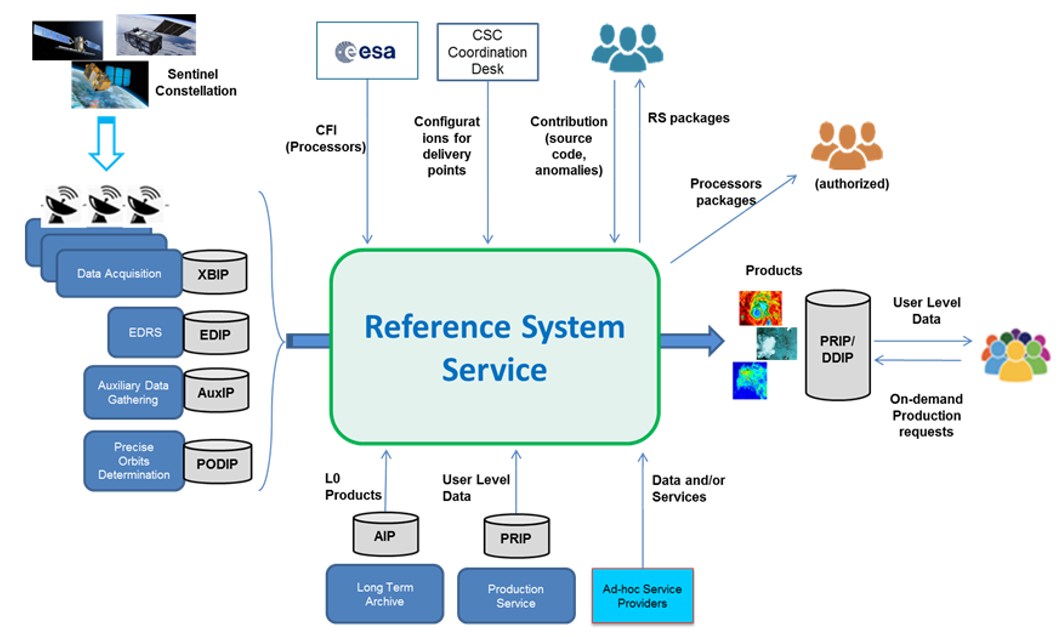 Sentinel
Constellation
esa
CSC
Coordination
Desk
CFI
(Processors)
Configurat
ions for
delivery
points
Contribution
(source
code,
anomalies)
RS packages
Processors
packages
(authorized)
Data Acquisition
XBIP
EDRS
EDIP
Auxiliary Data
Gathering
AuxIP
Precise
Orbits
Determination
PODIP
Reference System
Service
Products
PRIP/
DDIP
User Level
Data
On-demand
Production
requests
L0
Products
AIP
Long Term
Archive
User Level
Data
PRIP
Production
Service
Data and/or
Services
Ad-hoc Service
Providers